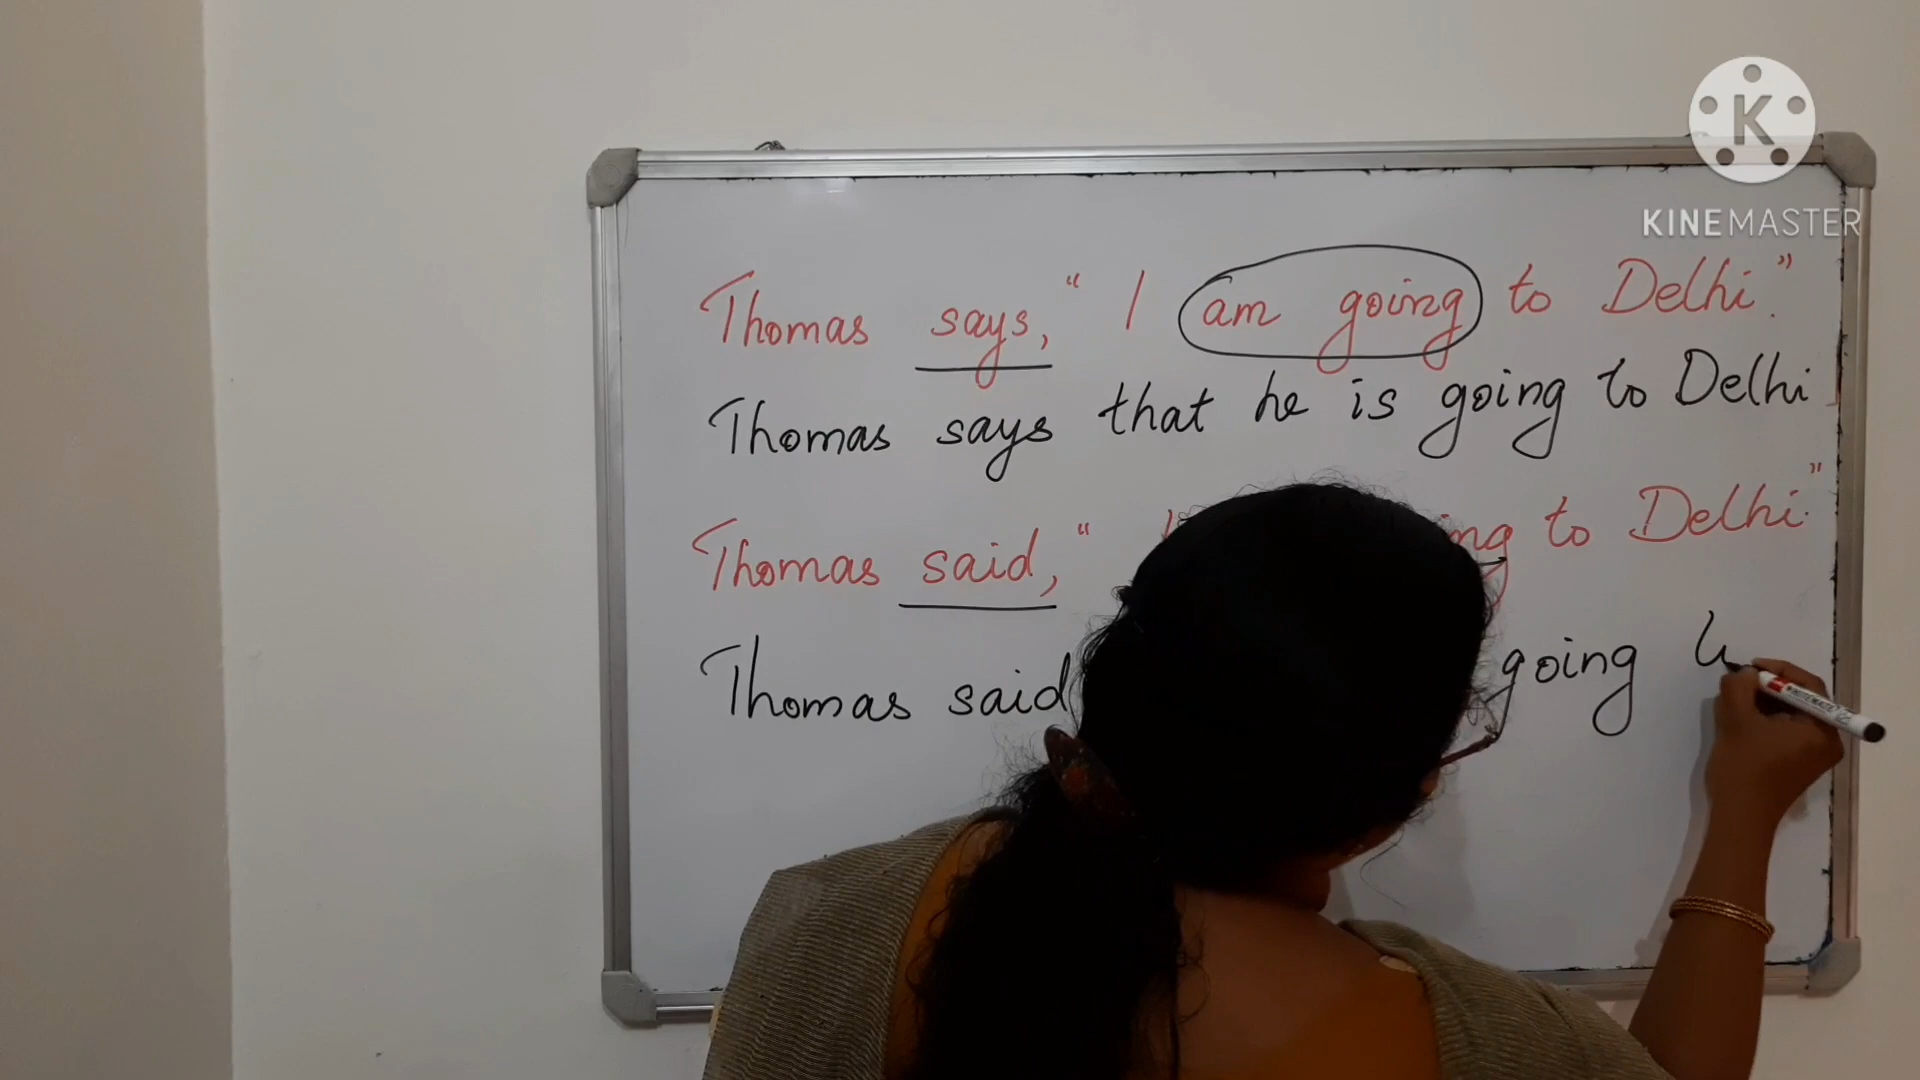 KINEMASTER
Thomas says, “ I am going to Delhi.”
Thomas says that he is going to Delhi
Thomas said, “ to Delhi.”
Thomas said going